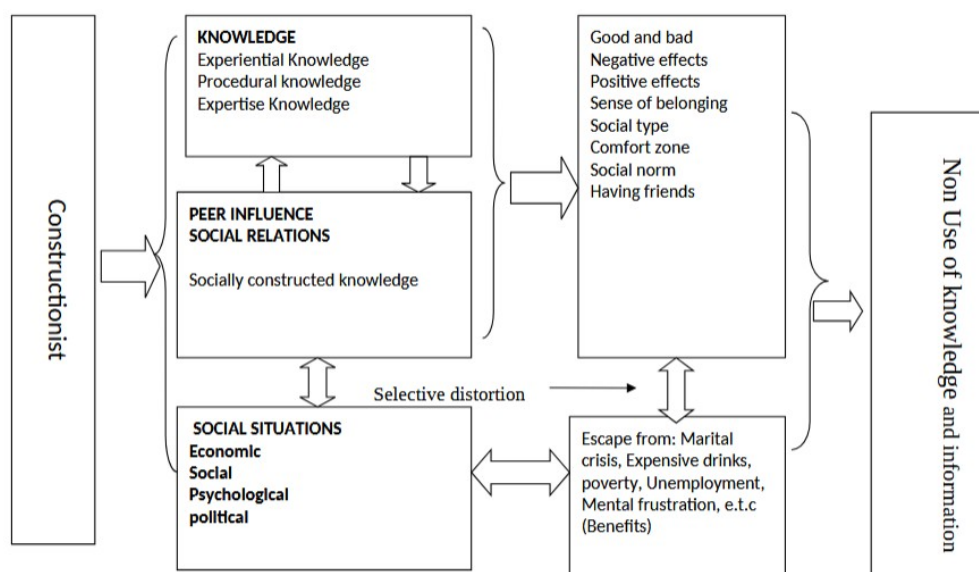 Constructionist
KNOWLEDGE
Experiential Knowledge
Procedural knowledge
Expertise Knowledge
PEER INFLUENCE
SOCIAL RELATIONS
Socially constructed knowledge
SOCIAL SITUATIONS
Economic
Social
Psychological
political
Good and bad
Negative effects
Positive effects
Sense of belonging
Social type
Comfort zone
Social norm
Having friends
Selective distortion
Escape from: Marital
crisis, Expensive drinks,
poverty, Unemployment,
Mental frustration, e.t.c
(Benefits)
Non Use of knowledge and information